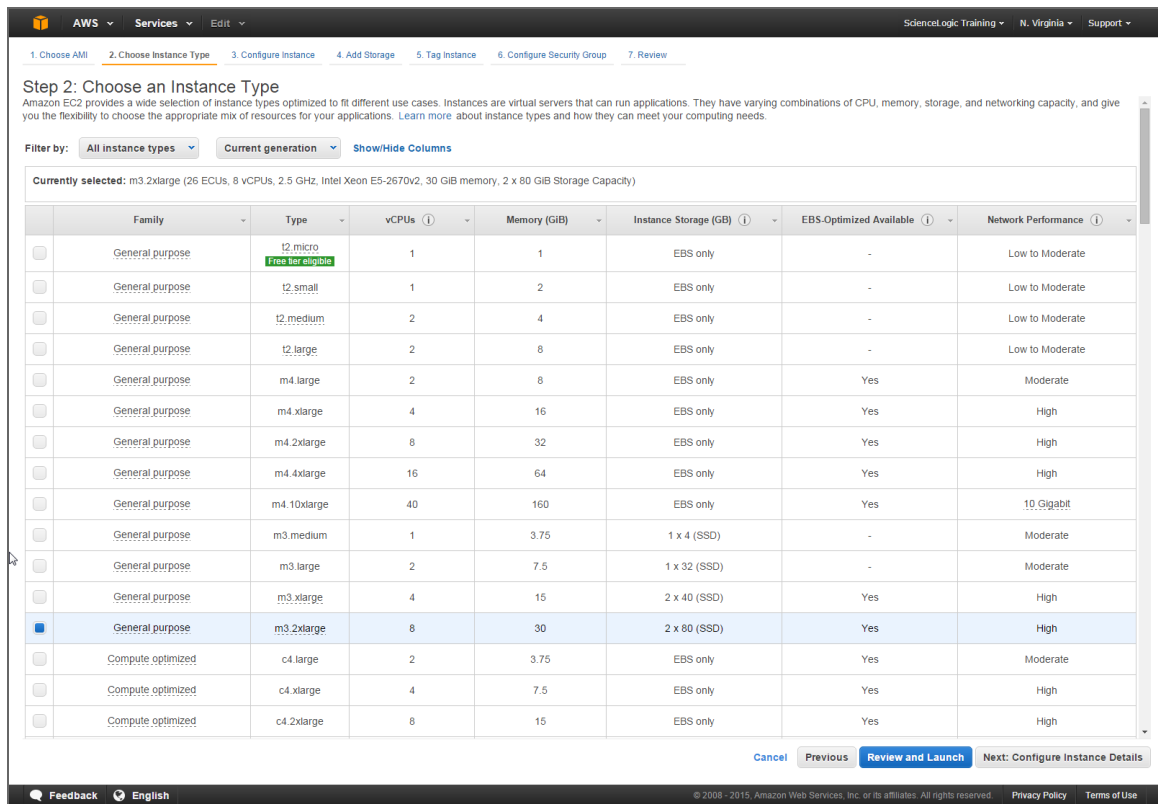 AWS Services Edit ScienceLogic Training N. Virginia Support
1. Choose AMI 2. Choose Instance Type 3. Configure Instance 4. Add Storage 5. Tag Instance 6. Configure Security Group 7. Review
Step 2: Choose an Instance Type
Amazon EC2 provides a wide selection of instance types optimized to fit different use cases. Instances are virtual servers that can run applications. They have varying combinations of CPU, memory, storage, and networking capacity, and give
you the flexibility to choose the appropriate mix of resources for your applications. Learn more about instance types and how they can meet your computing needs.
Filter by: All instance types Current generation Show/Hide Columns
Currently selected: m3.2xlarge (26 ECUs, 8 vCPUs, 2.5 GHz, Intel Xeon E5-2670v2, 30 GiB memory, 2 x 80 GiB Storage Capacity)
Family Type vCPUs i Memory (GiB) Instance Storage (GB) i EBS-Optimized Available i Network Performance i
General purpose t2.micro 1 1 EBS only - Low to Moderate
Free tier eligible
General purpose t2.small 1 2 EBS only - Low to Moderate
General purpose t2.medium 2 4 EBS only - Low to Moderate
General purpose t2.large 2 8 EBS only - Low to Moderate
General purpose m4.large 2 8 EBS only Yes Moderate
General purpose m4.xlarge 4 16 EBS only Yes High
General purpose m4.2xlarge 8 32 EBS only Yes High
General purpose m4.4xlarge 16 64 EBS only Yes High
General purpose m4.10xlarge 40 160 EBS only Yes 10 Gigabit
General purpose m3.medium 1 3.75 1 x 4 (SSD) - Moderate
General purpose m3.large 2 7.5 1 x 32 (SSD) - Moderate
General purpose m3.xlarge 4 15 2 x 40 (SSD) Yes High
General purpose m3.2xlarge 8 30 2 x 80 (SSD) Yes High
Compute optimized c4.large 2 3.75 EBS only Yes Moderate
Compute optimized c4.xlarge 4 7.5 EBS only Yes High
Compute optimized c4.2xlarge 8 15 EBS only Yes High
Cancel Previous Review and Launch Next: Configure Instance Details
Feedback English © 2008 - 2015, Amazon Web Services, Inc. or its affiliates. All rights reserved. Privacy Policy Terms of Use